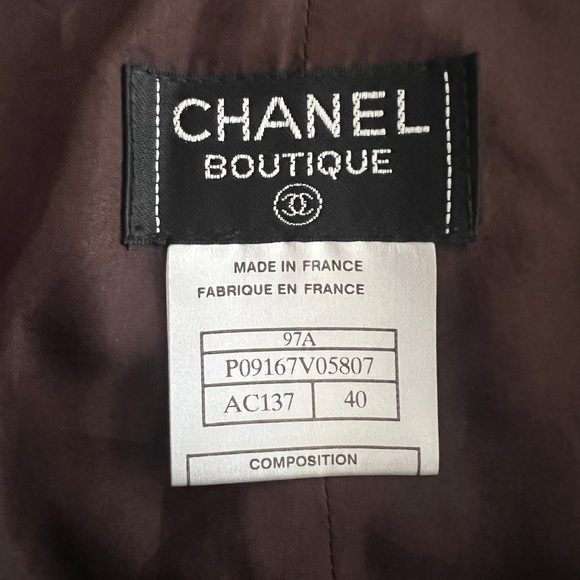 CHANEL
BOUTIQUE
MADE IN FRANCE
FABRIQUE EN FRANCE
97A
P09167V05807
AC137 40
COMPOSITION